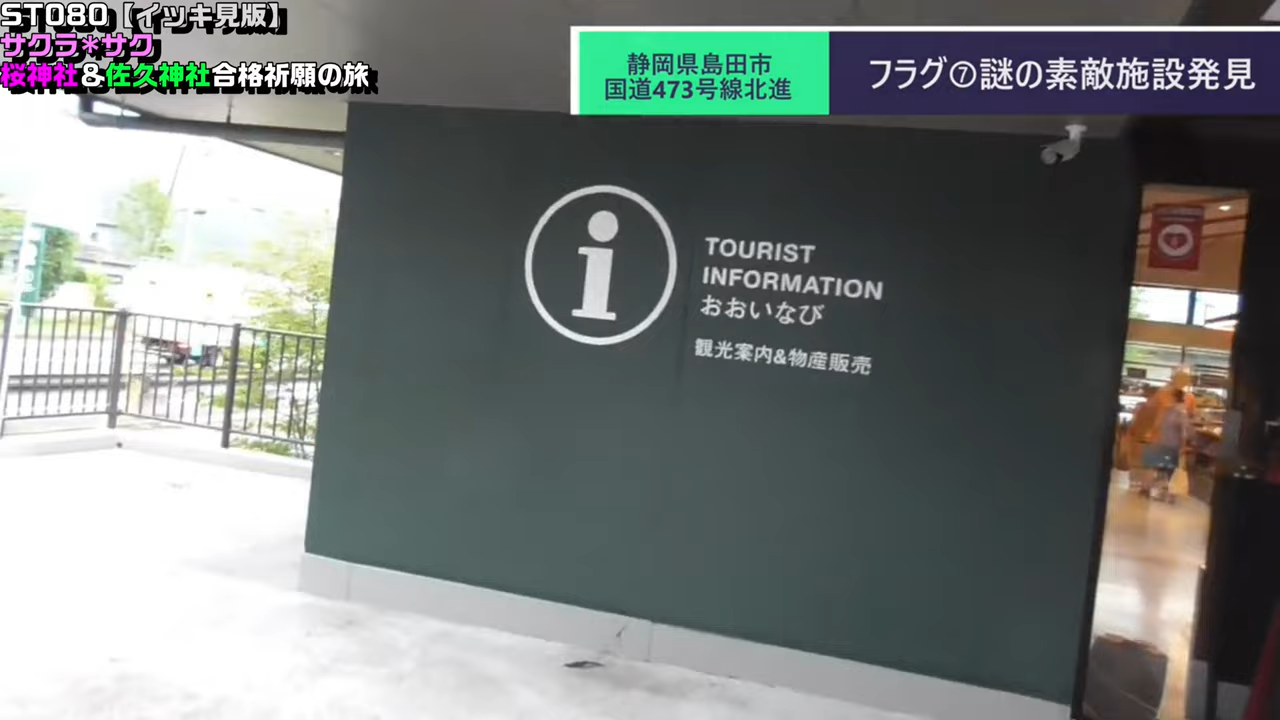 ST080【イッキ見版】
サクラ*サク
桜神社&佐久神社合格祈願の旅
静岡県島田市
国道473号線北進
フラグ⑦謎の素敵施設発見
TOURIST
INFORMATION
おおいなび
観光案内&物産販売